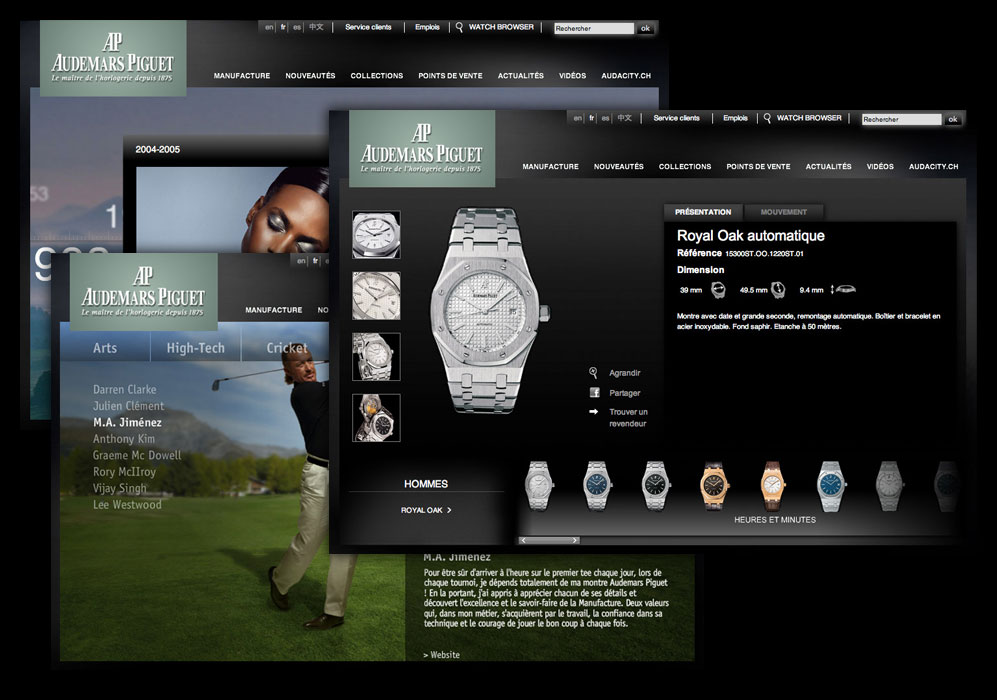 en fr es 中文 Service clients Emplois WATCH BROWSER Rechercher ok
AP
AUDEMARS PIGUET
Le maître de l'horlogerie depuis 1875
MANUFACTURE NOUVEAUTÉS COLLECTIONS POINTS DE VENTE ACTUALITÉS VIDÉOS AUDACITY.CH
2004-2005
53
1
en fr es 中文 Service clients Emplois WATCH BROWSER Rechercher ok
AP
AUDEMARS PIGUET
Le maître de l'horlogerie depuis 1875
MANUFACTURE NOUVEAUTÉS COLLECTIONS POINTS DE VENTE ACTUALITÉS VIDÉOS AUDACITY.CH
PRÉSENTATION MOUVEMENT
Royal Oak automatique
Référence 15300ST.OO.1220ST.01
Dimension
39 mm 49.5 mm 9.4 mm
Montre avec date et grande seconde, remontage automatique. Boîtier et bracelet en
acier inoxydable. Fond saphir. Etanche à 50 mètres.
Agrandir
Partager
Trouver un
revendeur
HOMMES
ROYAL OAK >
HEURES ET MINUTES
en fr
AP
AUDEMARS PIGUET
Le maître de l'horlogerie depuis 1875
MANUFACTURE NO
Arts High-Tech Cricket
Darren Clarke
Julien Clément
M.A. Jiménez
Anthony Kim
Graeme Mc Dowell
Rory McIlroy
Vijay Singh
Lee Westwood
M.A. Jiménez
Pour être sûr d'arriver à l'heure sur le premier tee chaque jour, lors de
chaque tournoi, je dépends totalement de ma montre Audemars Piguet
! En la portant, j'ai appris à apprécier chacun de ses détails et
découvert l'excellence et le savoir-faire de la Manufacture. Deux valeurs
qui, dans mon métier, s'acquièrent par le travail, la confiance dans sa
technique et le courage de jouer le bon coup à chaque fois.
> Website